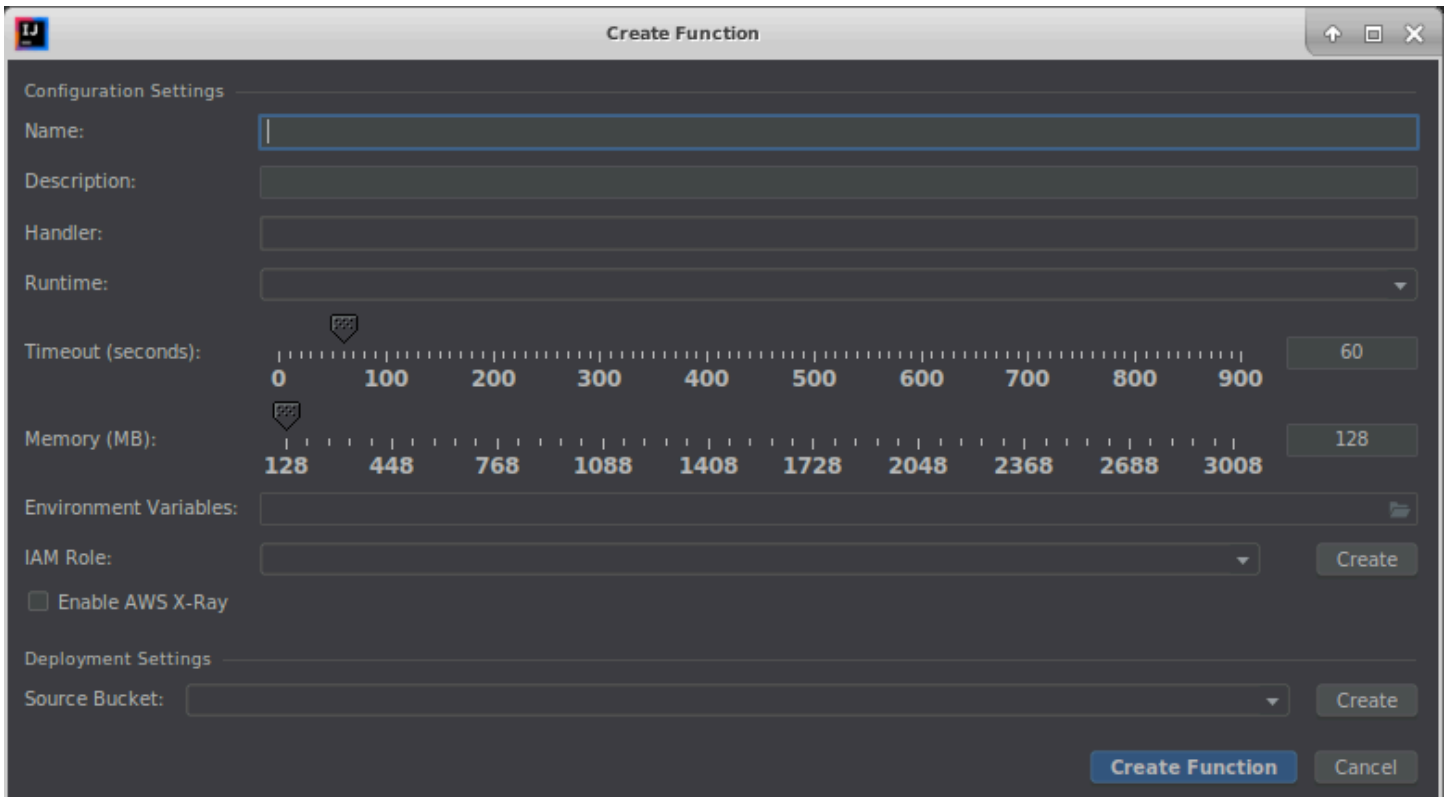 IJ
Create Function
Configuration Settings
Name:
Description:
Handler:
Runtime:
Timeout (seconds):
60
0 100 200 300 400 500 600 700 800 900
Memory (MB):
128
128 448 768 1088 1408 1728 2048 2368 2688 3008
Environment Variables:
IAM Role:
Create
Enable AWS X-Ray
Deployment Settings
Source Bucket:
Create
Create Function Cancel